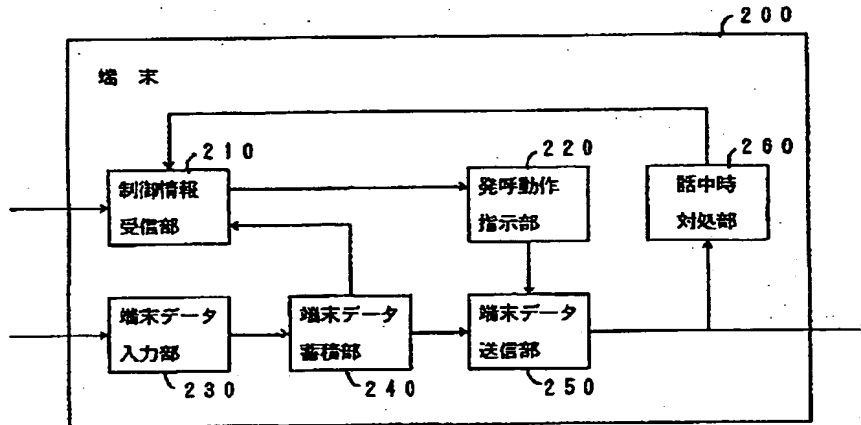 200
端 末
210
制御情報
受信部
220
発呼動作
指示部
260
話中時
対処部
端末データ
入力部
230
端末データ
蓄積部
240
端末データ
送信部
250